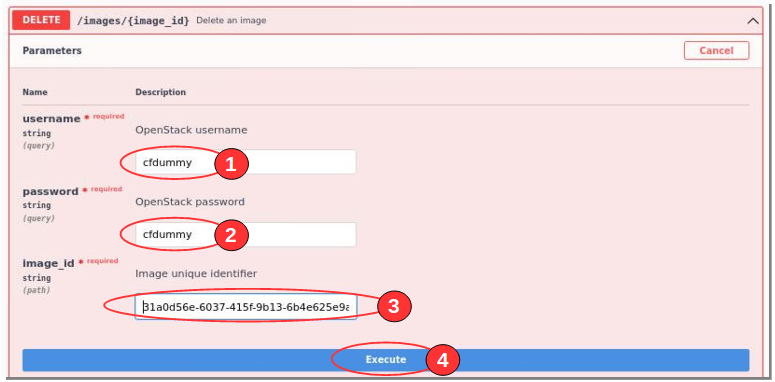 DELETE /images/{image_id} Delete an image
Parameters Cancel
Name Description
username * required
string
(query)
OpenStack username
cfdummy 1
password * required
string
(query)
OpenStack password
cfdummy 2
image_id * required
string
(path)
Image unique identifier
31a0d56e-6037-415f-9b13-6b4e625e9a 3
Execute 4